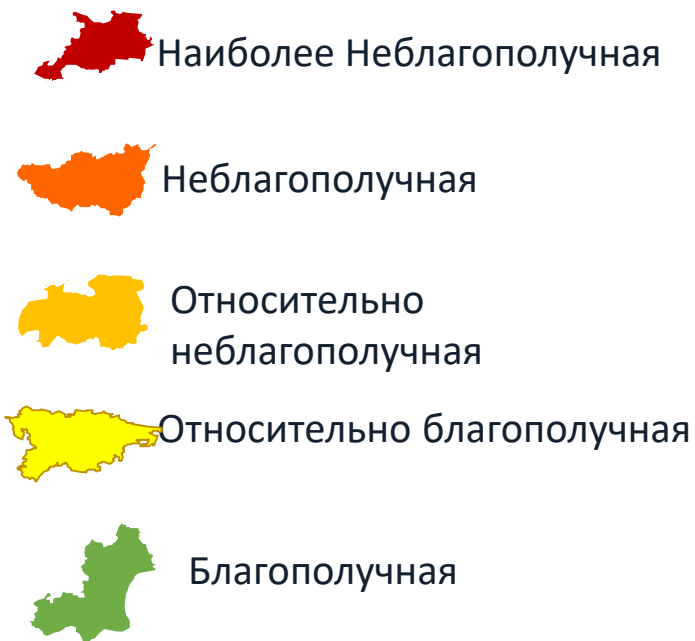 Наиболее Неблагополучная
Неблагополучная
Относительно
неблагополучная
Относительно благополучная
Благополучная